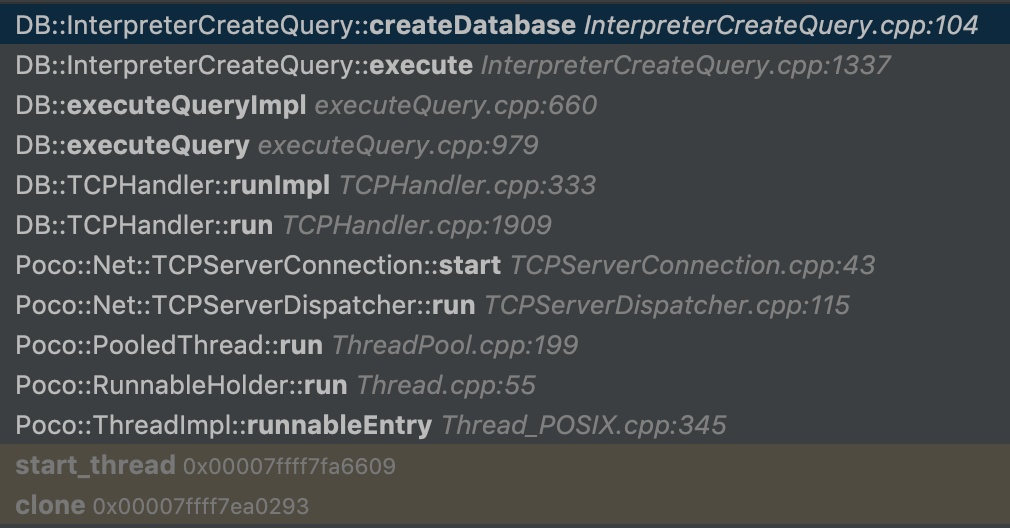 DB::InterpreterCreateQuery::createDatabase InterpreterCreateQuery.cpp:104
DB::InterpreterCreateQuery::execute InterpreterCreateQuery.cpp:1337
DB::executeQueryImpl executeQuery.cpp:660
DB::executeQuery executeQuery.cpp:979
DB::TCPHandler::runImpl TCPHandler.cpp:333
DB::TCPHandler::run TCPHandler.cpp:1909
Poco::Net::TCPServerConnection::start TCPServerConnection.cpp:43
Poco::Net::TCPServerDispatcher::run TCPServerDispatcher.cpp:115
Poco::PooledThread::run ThreadPool.cpp:199
Poco::RunnableHolder::run Thread.cpp:55
Poco::ThreadImpl::runnableEntry Thread_POSIX.cpp:345
start_thread 0x00007ffff7fa6609
clone 0x00007ffff7ea0293